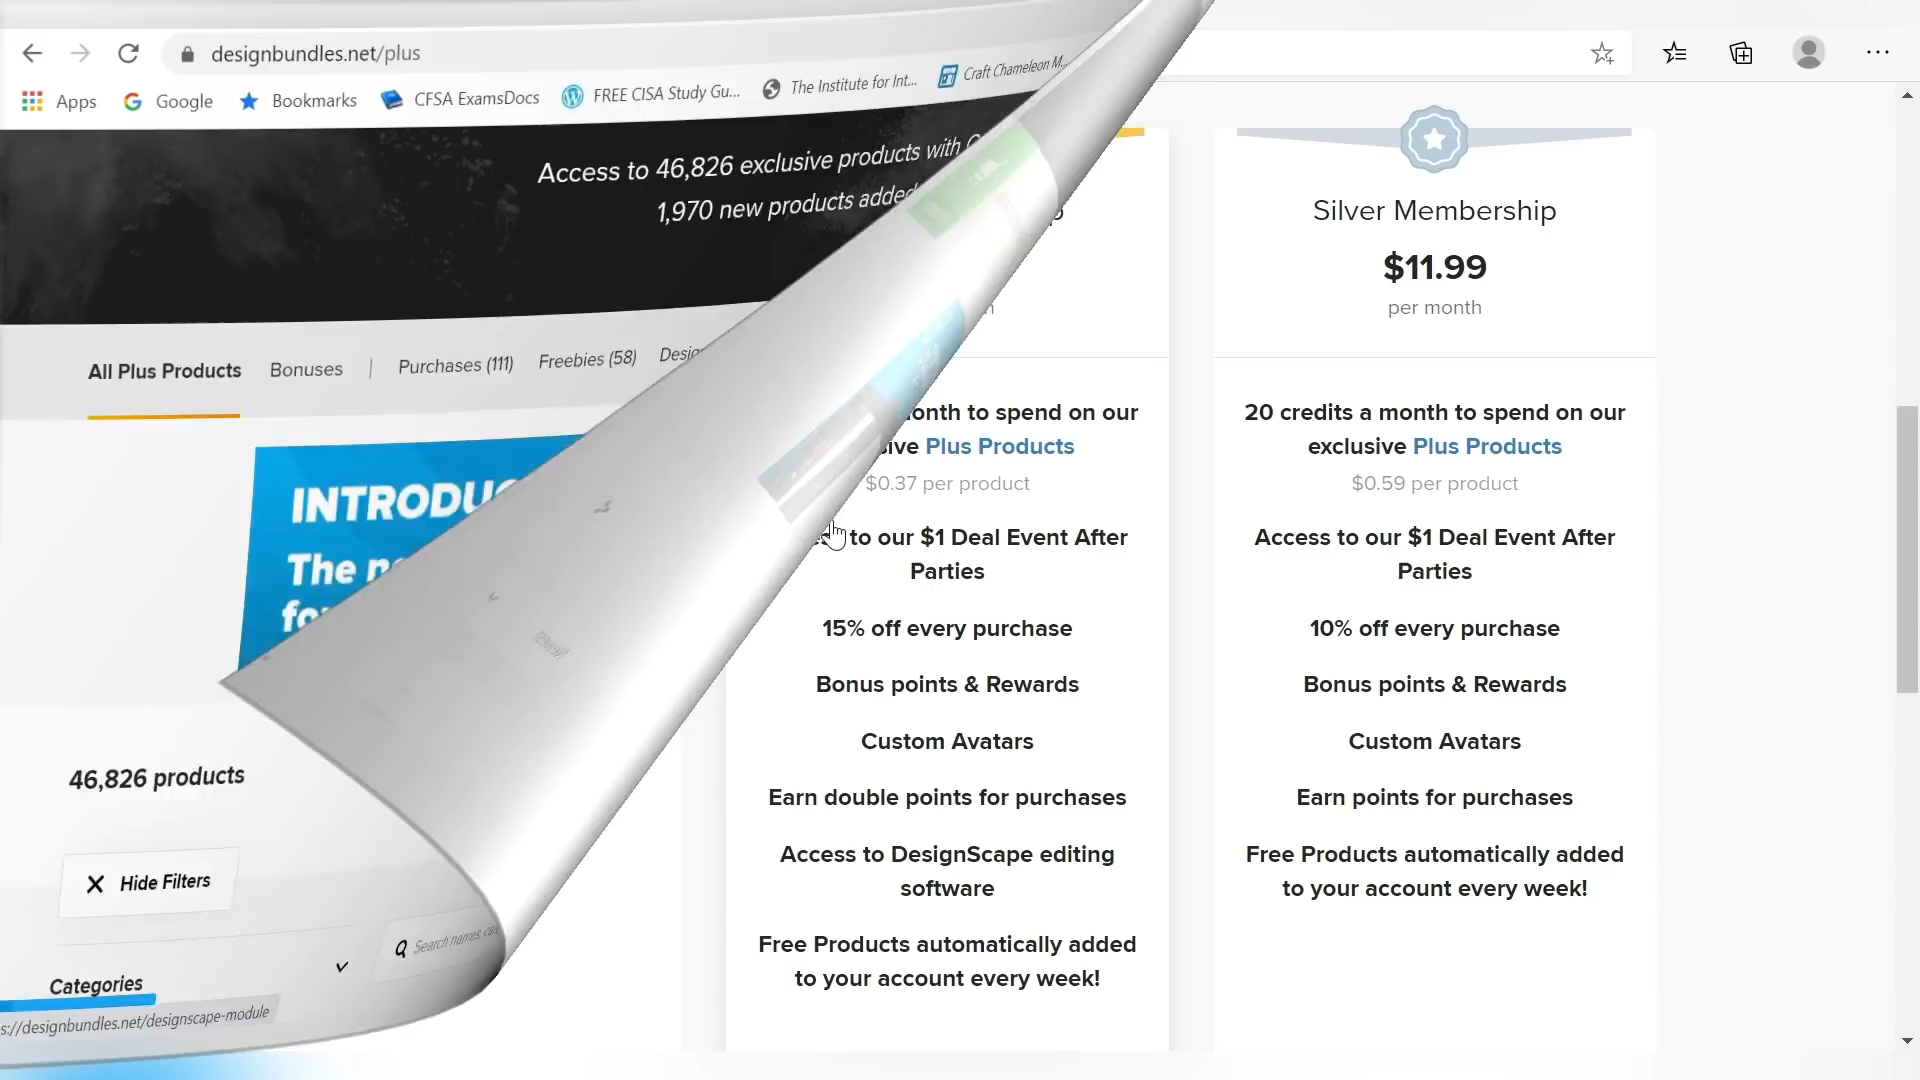 designbundles.net/plus
Apps
Google
Bookmarks
CFSA ExamsDocs
FREE CISA Study Gu...
The Institute for Int...
Craft Chameleon M...
Access to 46,826 exclusive products with
1,970 new products added
All Plus Products
Bonuses
|
Purchases (111)
Freebies (58)
INTRODU
The
46,826 products
Hide Filters
Categories
Search names
s://designbundles.net/designscape-module
month to spend on our
Plus Products
$0.37 per product
to our $1 Deal Event After
Parties
15% off every purchase
Bonus points & Rewards
Custom Avatars
Earn double points for purchases
Access to DesignScape editing
software
Free Products automatically added
to your account every week!
Silver Membership
$11.99
per month
20 credits a month to spend on our
exclusive Plus Products
$0.59 per product
Access to our $1 Deal Event After
Parties
10% off every purchase
Bonus points & Rewards
Custom Avatars
Earn points for purchases
Free Products automatically added
to your account every week!